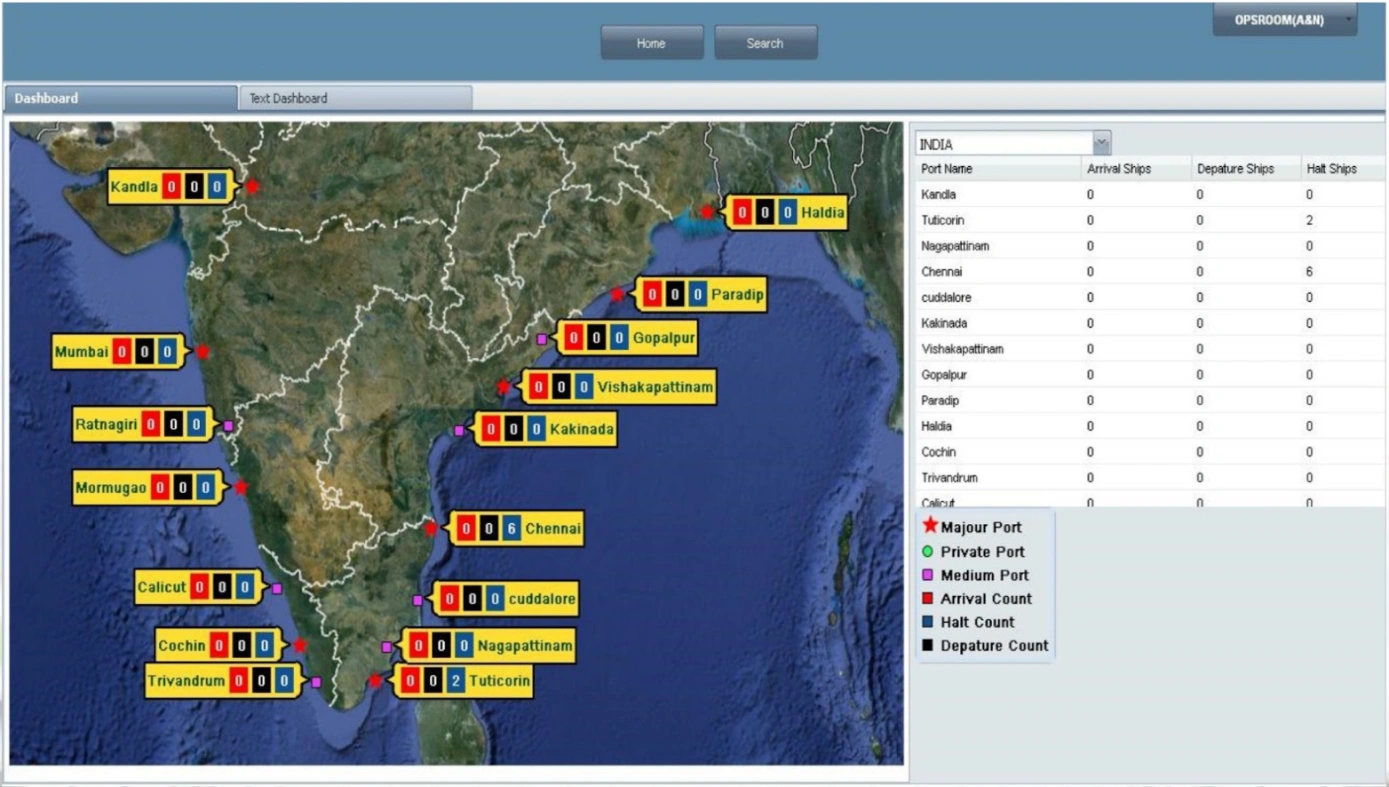 OPSROOM(A&N)
Home
Search
Dashboard
Text Dashboard
Kandla 0 0 0
0 0 0 Haldia
0 0 0 Paradip
0 0 0 Gopalpur
Mumbai 0 0 0
0 0 0 Vishakapattinam
Ratnagiri 0 0 0
0 0 0 Kakinada
Mormugao 0 0 0
0 0 6 Chennai
Calicut 0 0 0
0 0 0 cuddalore
Cochin 0 0 0
0 0 0 Nagapattinam
Trivandrum 0 0 0
0 0 2 Tuticorin
INDIA
Port Name Arrival Ships Depature Ships Halt Ships
Kandla 0 0 0
Tuticorin 0 0 2
Nagapattinam 0 0 0
Chennai 0 0 6
cuddalore 0 0 0
Kakinada 0 0 0
Vishakapattinam 0 0 0
Gopalpur 0 0 0
Paradip 0 0 0
Haldia 0 0 0
Cochin 0 0 0
Trivandrum 0 0 0
Calicut 0 0 0
Majour Port
Private Port
Medium Port
Arrival Count
Halt Count
Depature Count